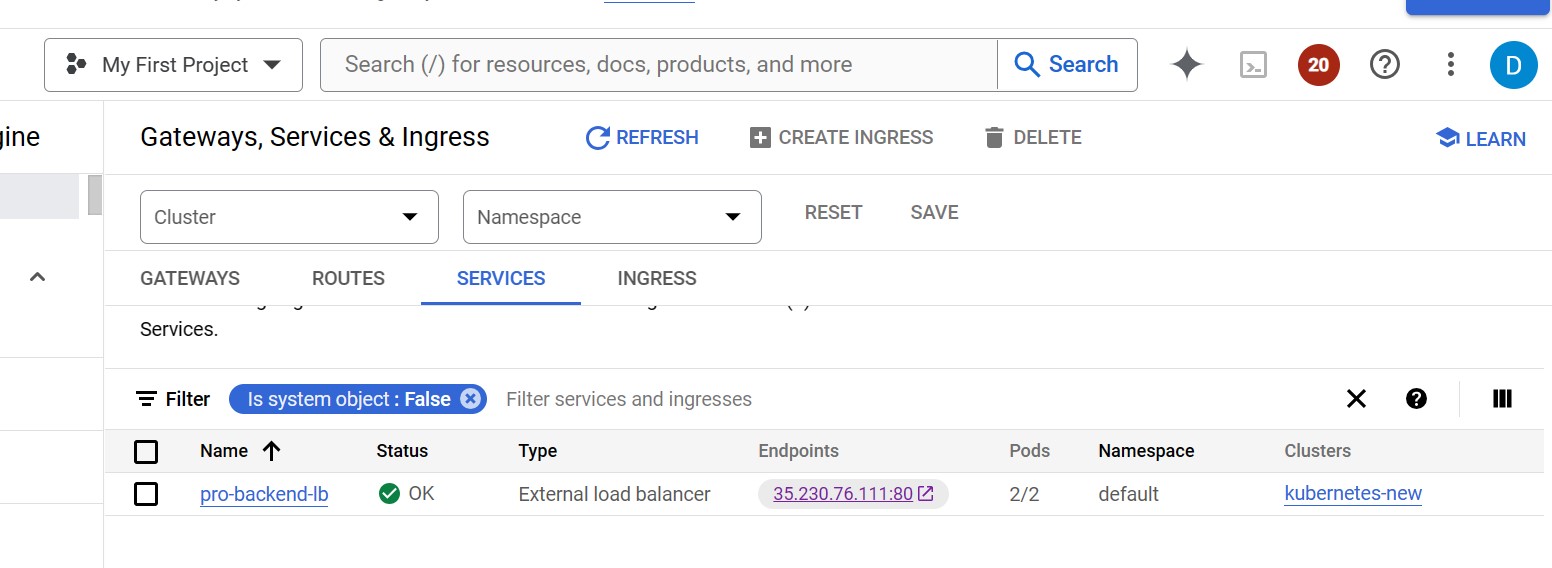 My First Project
Search (/) for resources, docs, products, and more
Search
20
D
gine
Gateways, Services & Ingress
REFRESH
CREATE INGRESS
DELETE
LEARN
Cluster
Namespace
RESET
SAVE
GATEWAYS
ROUTES
SERVICES
INGRESS
Services.
Filter
Is system object : False
Filter services and ingresses
Name Status Type Endpoints Pods Namespace Clusters
pro-backend-lb OK External load balancer 35.230.76.111:80 2/2 default kubernetes-new